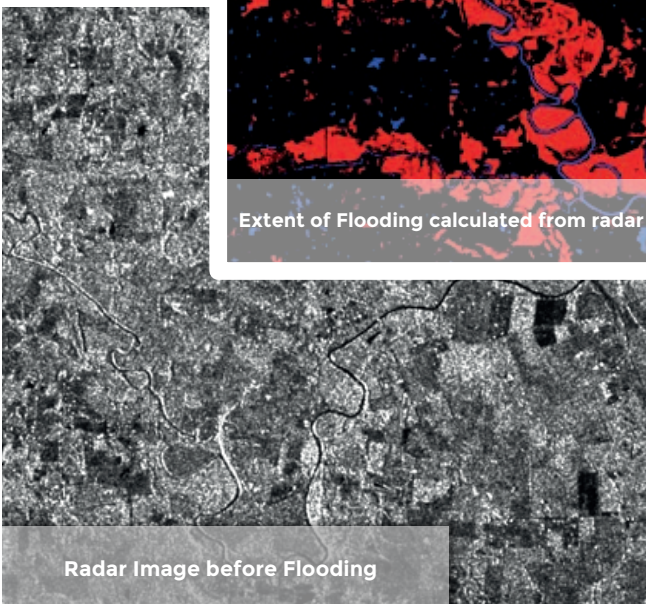 Extent of Flooding calculated from radar
Radar Image before Flooding